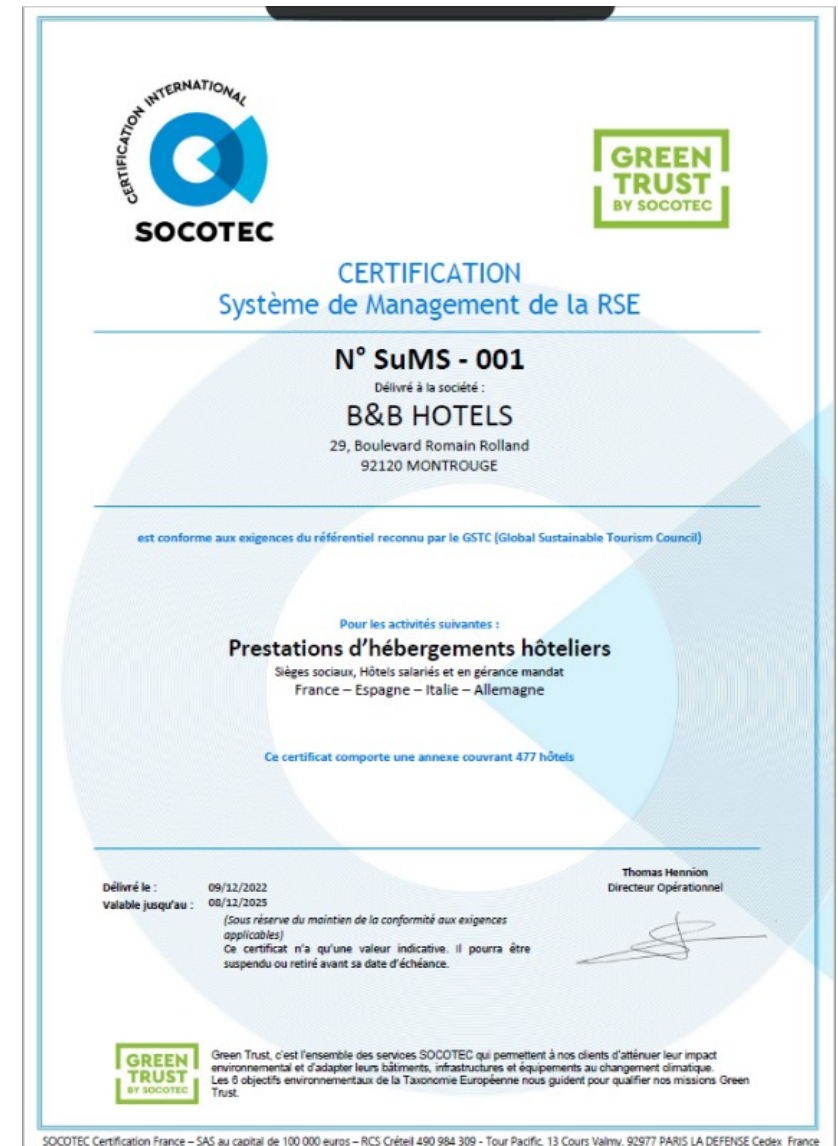 CERTIFICATION INTERNATIONAL
SOCOTEC
GREEN
TRUST
BY SOCOTEC
CERTIFICATION
Système de Management de la RSE
N° SuMS - 001
Délivré à la société :
B&B HOTELS
29, Boulevard Romain Rolland
92120 MONTROUGE
est conforme aux exigences du référentiel reconnu par le GSTC (Global Sustainable Tourism Council)
Pour les activités suivantes :
Prestations d'hébergements hôteliers
Sièges sociaux, Hôtels salariés et en gérance mandat
France – Espagne – Italie – Allemagne
Ce certificat comporte une annexe couvrant 477 hôtels
Thomas Hennion
Directeur Opérationnel
Délivré le : 09/12/2022
Valable jusqu'au : 08/12/2025
(Sous réserve du maintien de la conformité aux exigences
applicables)
Ce certificat n'a qu'une valeur indicative. Il pourra être
suspendu ou retiré avant sa date d'échéance.
GREEN
TRUST
BY SOCOTEC
Green Trust, c'est l'ensemble des services SOCOTEC qui permettent à nos clients d'atténuer leur impact
environnemental et d'adapter leurs bâtiments, infrastructures et équipements au changement climatique.
Les 6 objectifs environnementaux de la Taxonomie Européenne nous guident pour qualifier nos missions Green
Trust.
SOCOTEC Certification France – SAS au capital de 100 000 euros – RCS Créteil 490 984 309 - Tour Pacific, 13 Cours Valmy, 92977 PARIS LA DEFENSE Cedex France